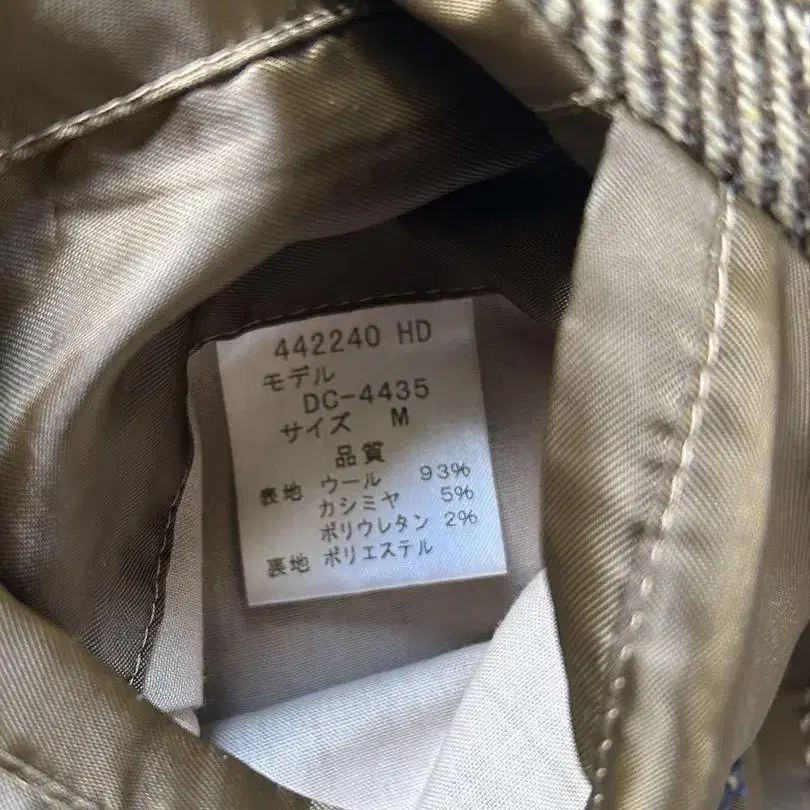 442240 HD
モデル
DC-4435
サイズ M
品質
表地 ウール 93%
カシミヤ 5%
ポリウレタン 2%
裏地 ポリエステル